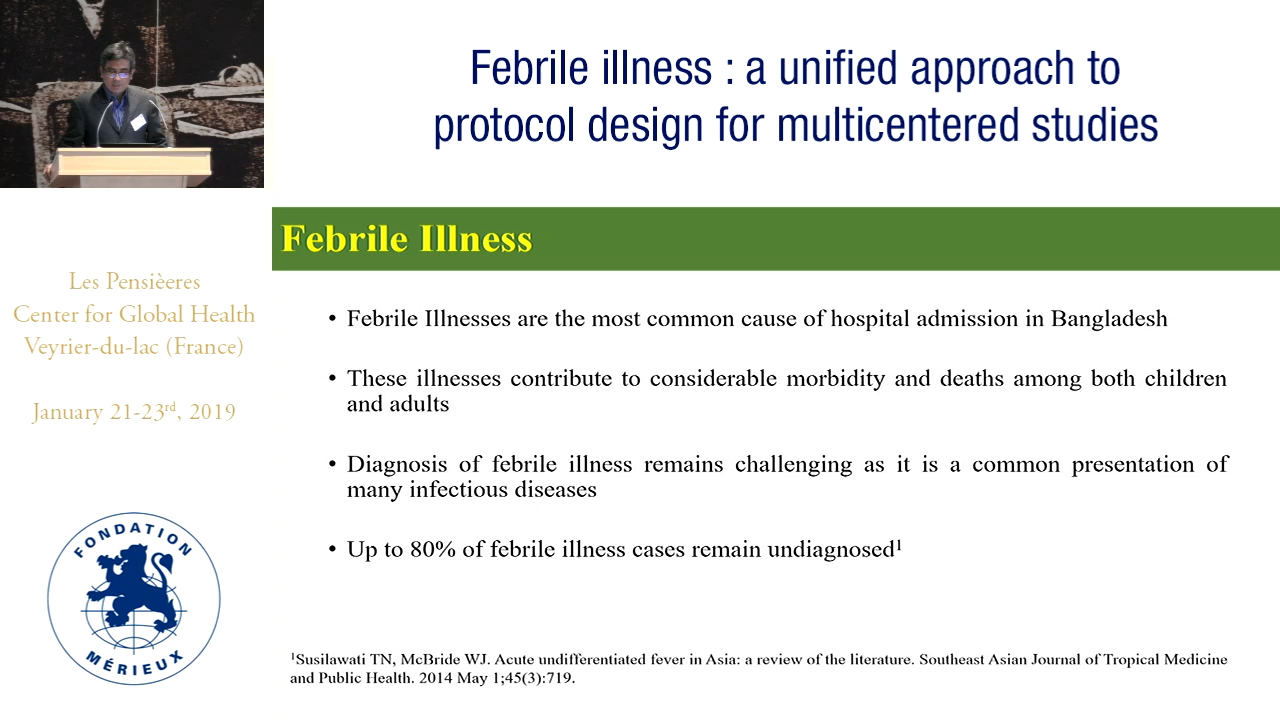 Febrile illness : a unified approach to
protocol design for multicentered studies
Febrile Illness
Les Pensièeres
Center for Global Health
Veyrier-du-lac (France)
January 21-23rd, 2019
• Febrile Illnesses are the most common cause of hospital admission in Bangladesh
• These illnesses contribute to considerable morbidity and deaths among both children
and adults
• Diagnosis of febrile illness remains challenging as it is a common presentation of
many infectious diseases
• Up to 80% of febrile illness cases remain undiagnosed¹
FONDATION
MÉRIEUX
¹Susilawati TN, McBride WJ. Acute undifferentiated fever in Asia: a review of the literature. Southeast Asian Journal of Tropical Medicine
and Public Health. 2014 May 1;45(3):719.